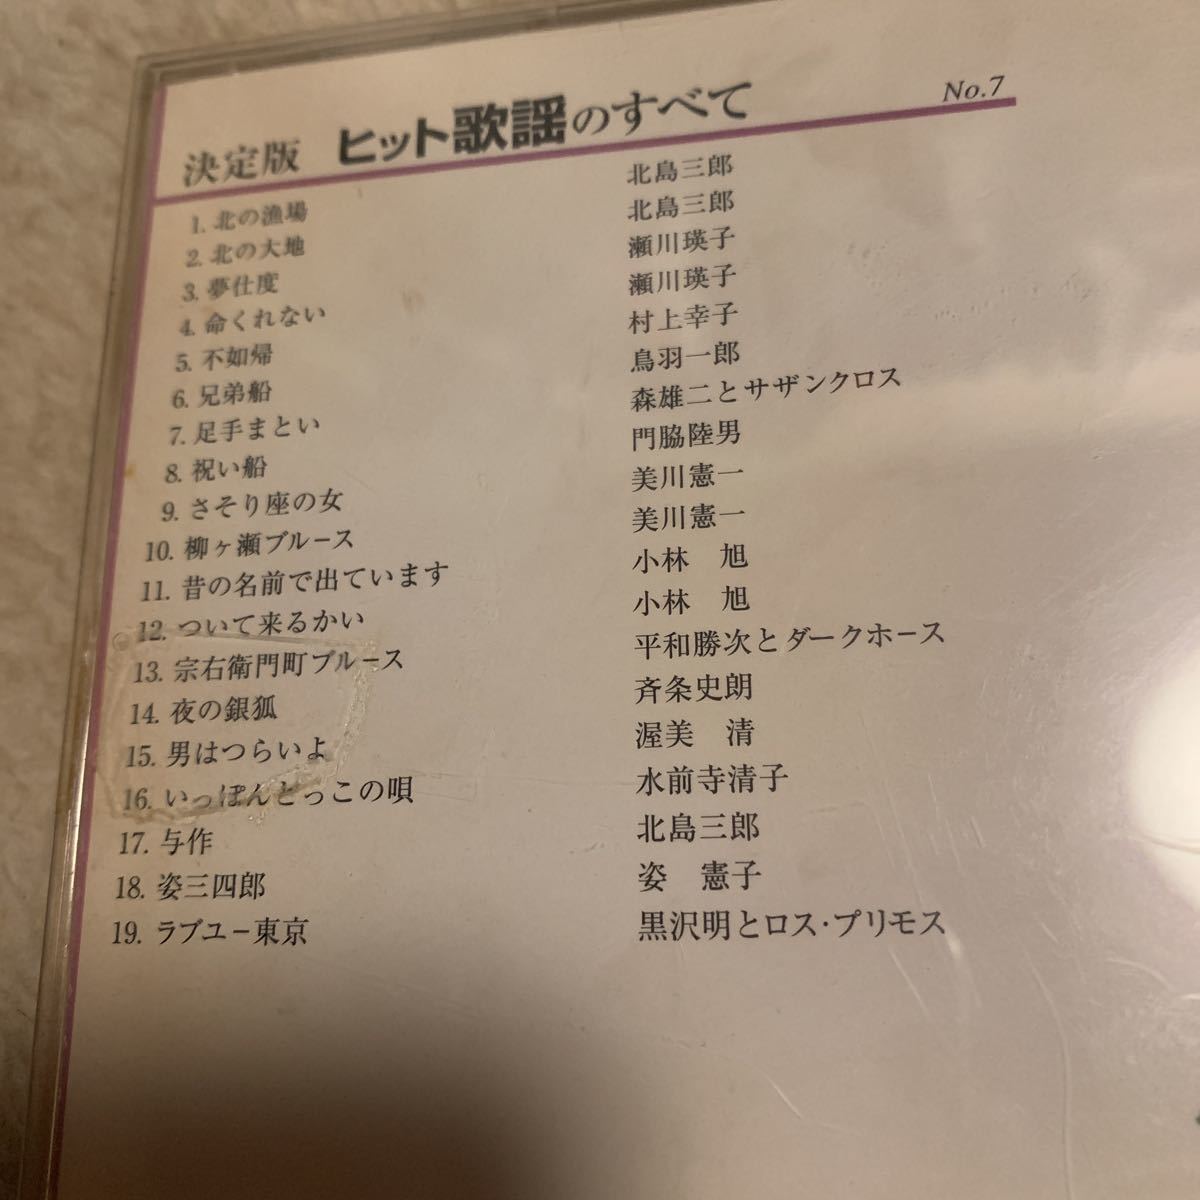 決定版 ヒット歌謡のすべて No.7
1. 北の漁場 北島三郎
2. 北の大地 北島三郎
3. 夢仕度 瀬川瑛子
4. 命くれない 瀬川瑛子
5. 不如帰 村上幸子
6. 兄弟船 鳥羽一郎
7. 足手まとい 森雄二とサザンクロス
8. 祝い船 門脇陸男
9. さそり座の女 美川憲一
10. 柳ヶ瀬ブルース 美川憲一
11. 昔の名前で出ています 小林 旭
12. ついて来るかい 小林 旭
13. 宗右衛門町ブルース 平和勝次とダークホース
14. 夜の銀狐 斉条史朗
15. 男はつらいよ 渥美 清
16. いっぽんどっこの唄 水前寺清子
17. 与作 北島三郎
18. 姿三四郎 姿 憲子
19. ラブユー東京 黒沢明とロス・プリモス